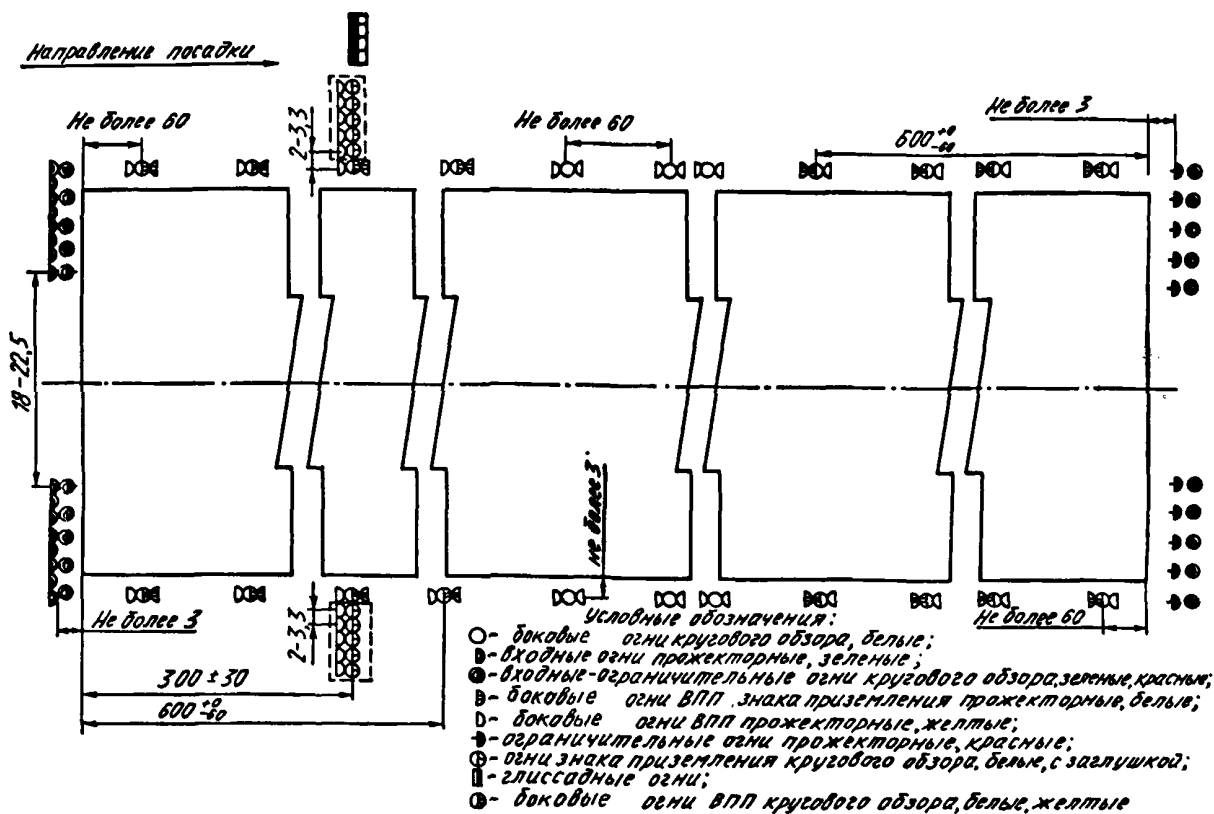 Направление посадки
Не более 60
2-3,3
Не более 60
Не более 3
600 +0 -60
18-22,5
не более 3
Не более 3
2-3,3
300 ± 30
600 +0 -60
Не более 60
Условные обозначения:
- боковые огни кругового обзора, белые;
- входные огни прожекторные, зеленые;
- входные-ограничительные огни кругового обзора, зеленые, красные;
- боковые огни ВПП знака приземления прожекторные, белые;
- боковые огни ВПП прожекторные, желтые;
- ограничительные огни прожекторные, красные;
- огни знака приземления кругового обзора, белые, с заглушкой;
- глиссадные огни;
- боковые огни ВПП кругового обзора, белые, желтые